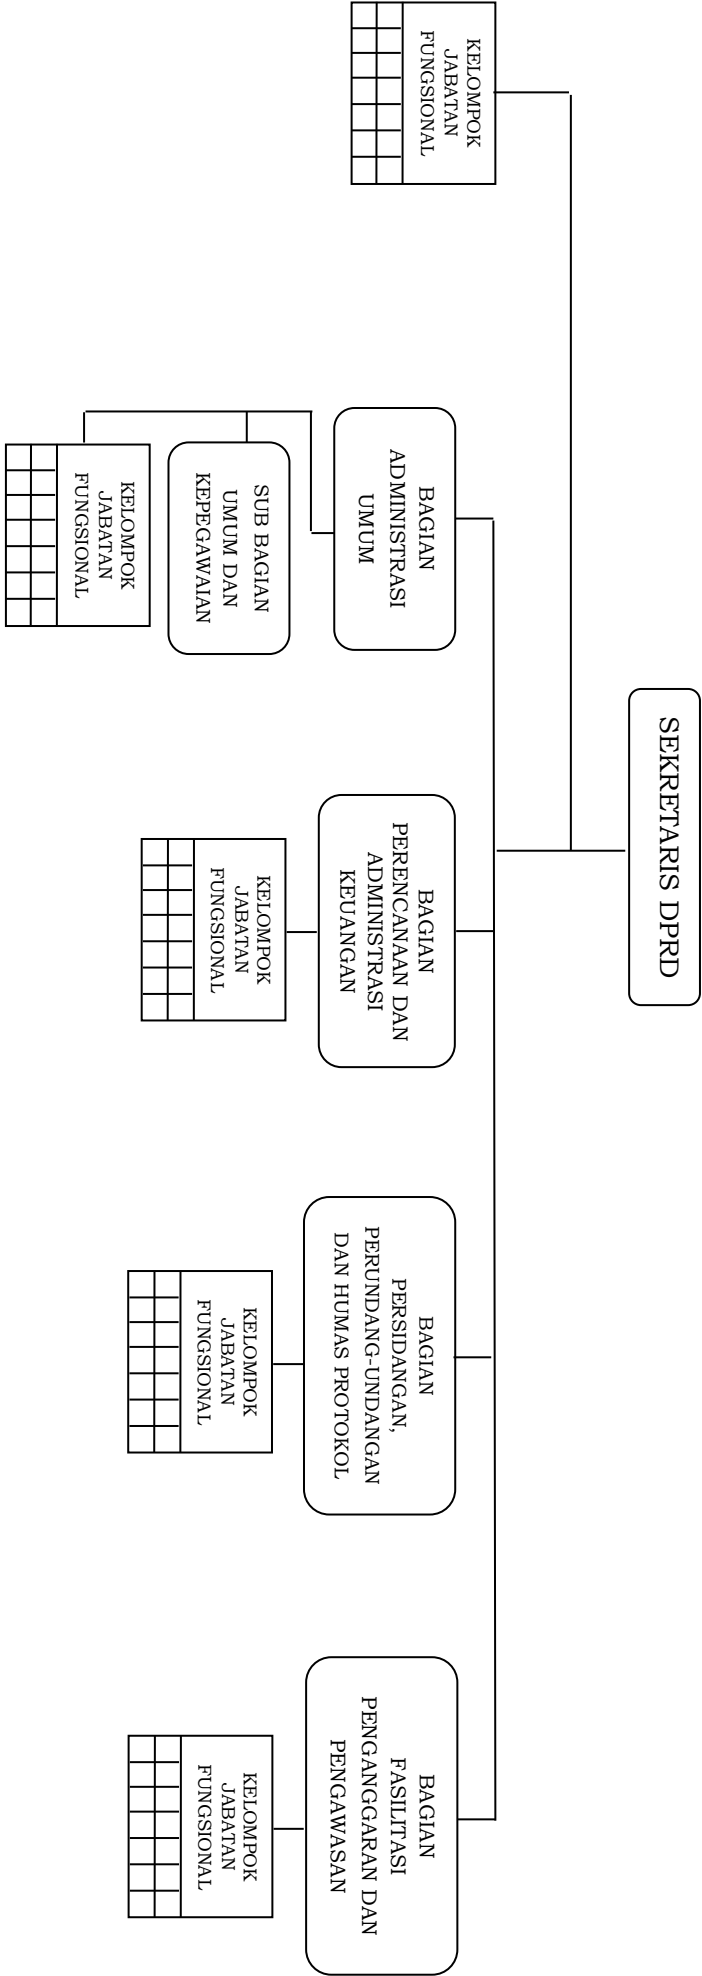 SEKRETARIS DPRD
KELOMPOK
JABATAN
FUNGSIONAL
BAGIAN
ADMINISTRASI
UMUM
SUB BAGIAN
UMUM DAN
KEPEGAWAIAN
KELOMPOK
JABATAN
FUNGSIONAL
BAGIAN
PERENCANAAN DAN
ADMINISTRASI
KEUANGAN
KELOMPOK
JABATAN
FUNGSIONAL
BAGIAN
PERSIDANGAN,
PERUNDANG-UNDANGAN
DAN HUMAS PROTOKOL
KELOMPOK
JABATAN
FUNGSIONAL
BAGIAN
FASILITASI
PENGANGGARAN DAN
PENGAWASAN
KELOMPOK
JABATAN
FUNGSIONAL